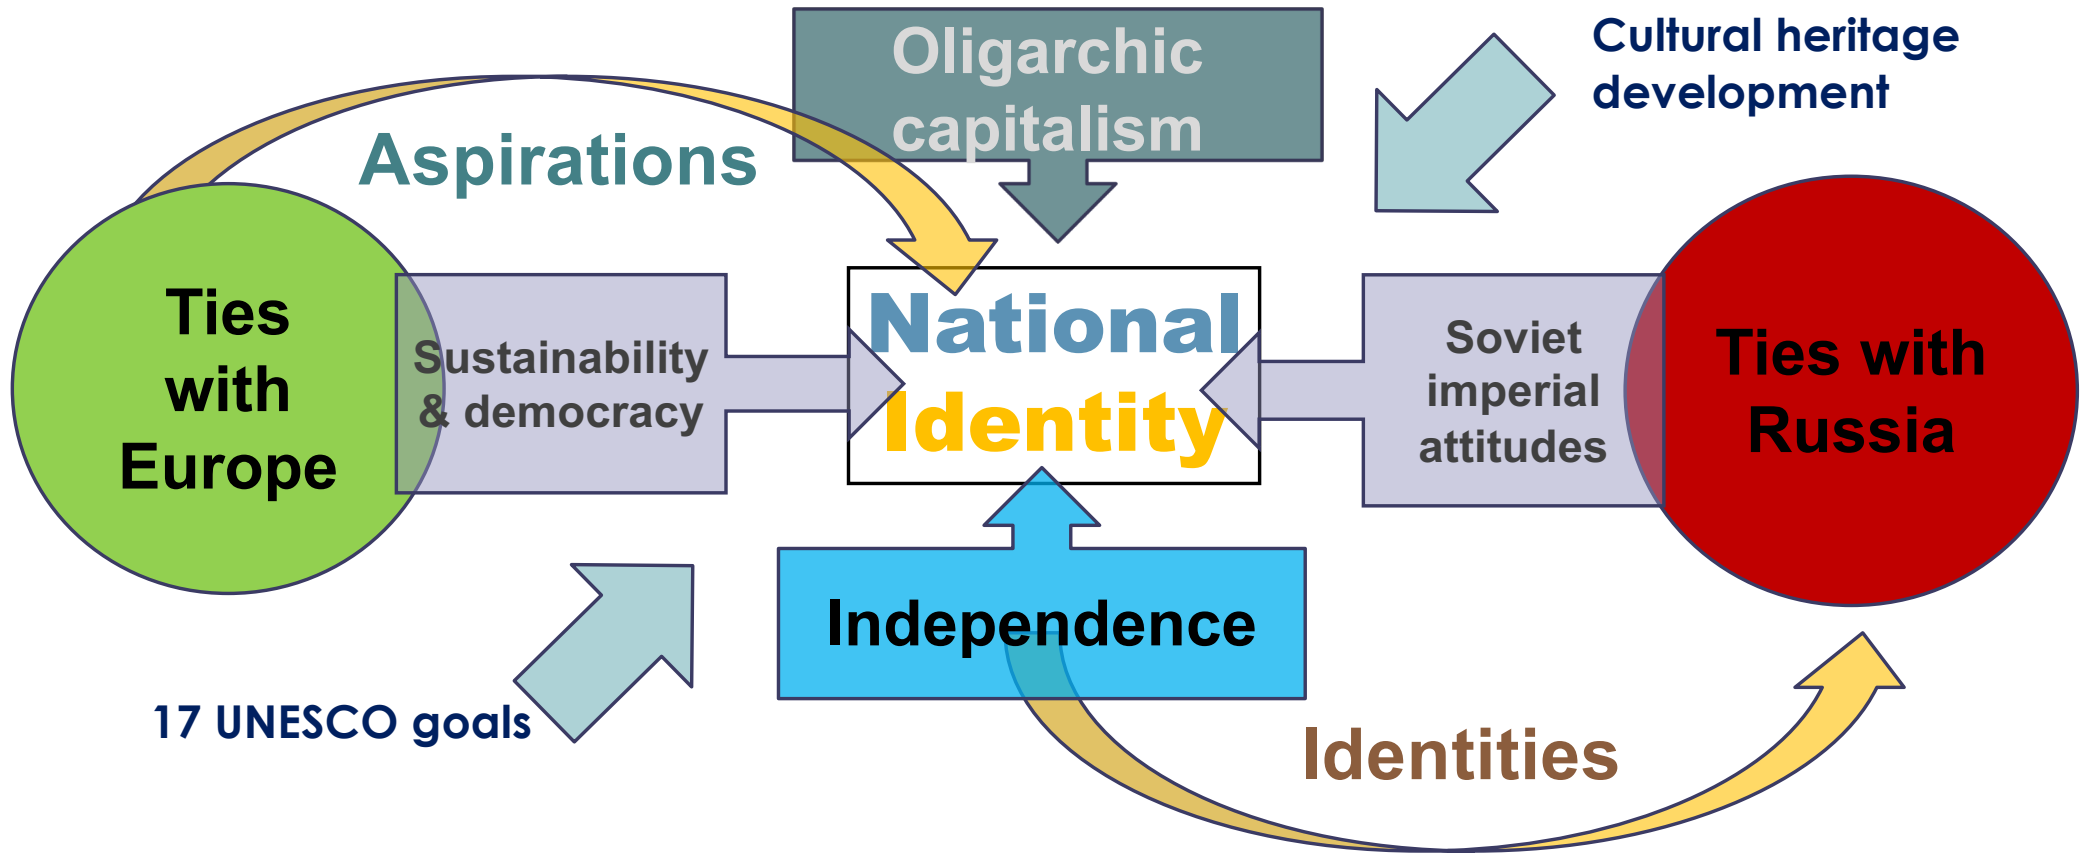 Oligarchic
capitalism
Cultural heritage
development
Aspirations
Ties
with
Europe
Sustainability
& democracy
National
Identity
Soviet
imperial
attitudes
Ties with
Russia
Independence
17 UNESCO goals
Identities